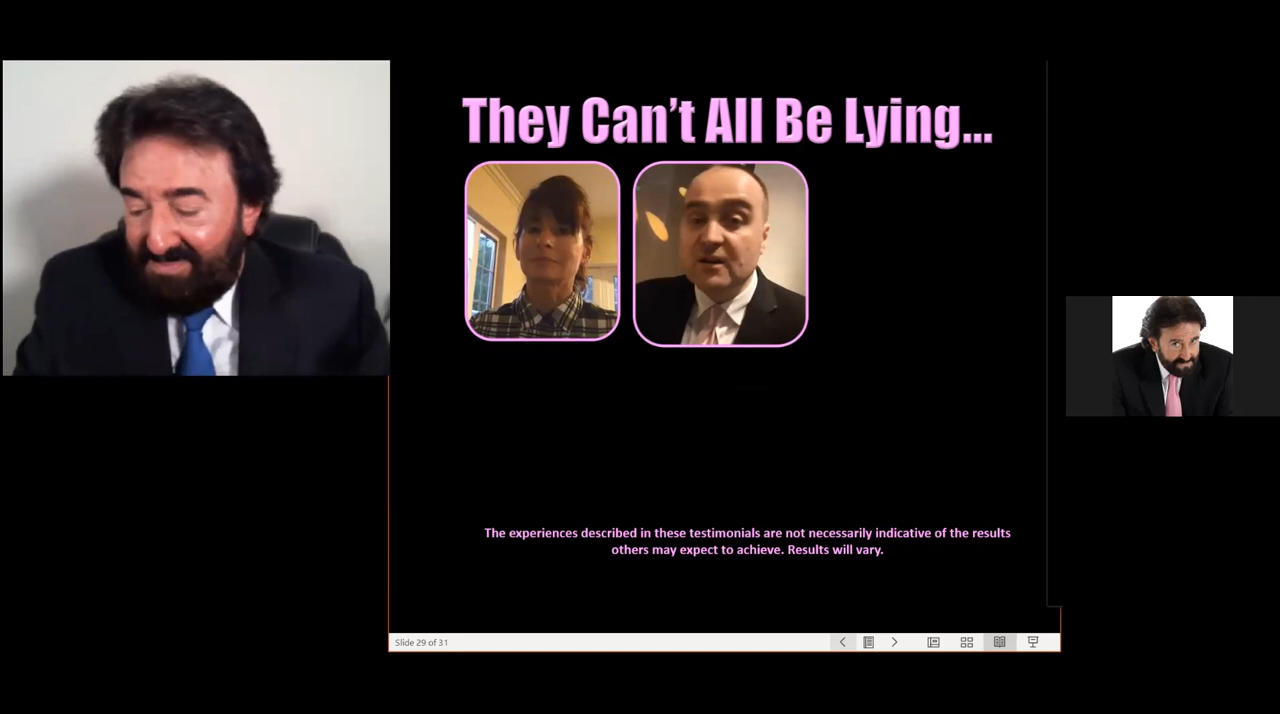 They Can’t All Be Lying...
The experiences described in these testimonials are not necessarily indicative of the results
others may expect to achieve. Results will vary.
Slide 29 of 31